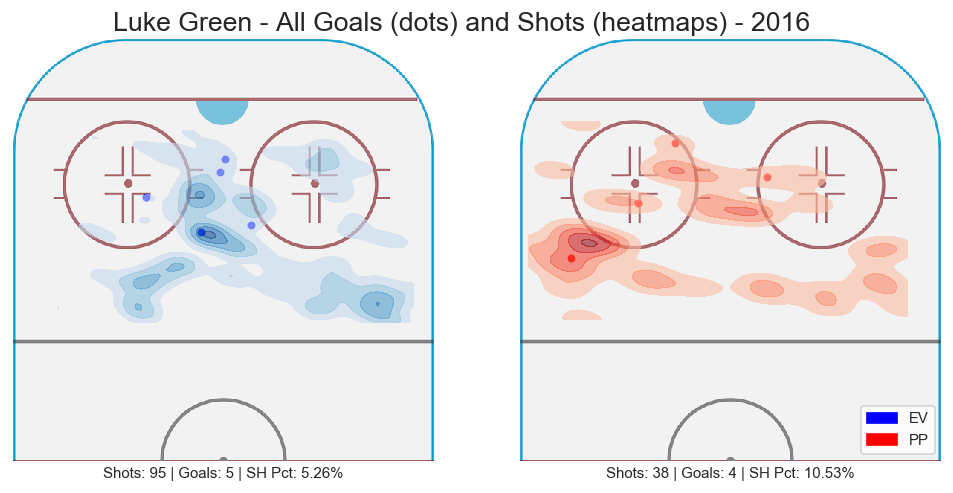 Luke Green - All Goals (dots) and Shots (heatmaps) - 2016
EV
PP
Shots: 95 | Goals: 5 | SH Pct: 5.26%
Shots: 38 | Goals: 4 | SH Pct: 10.53%